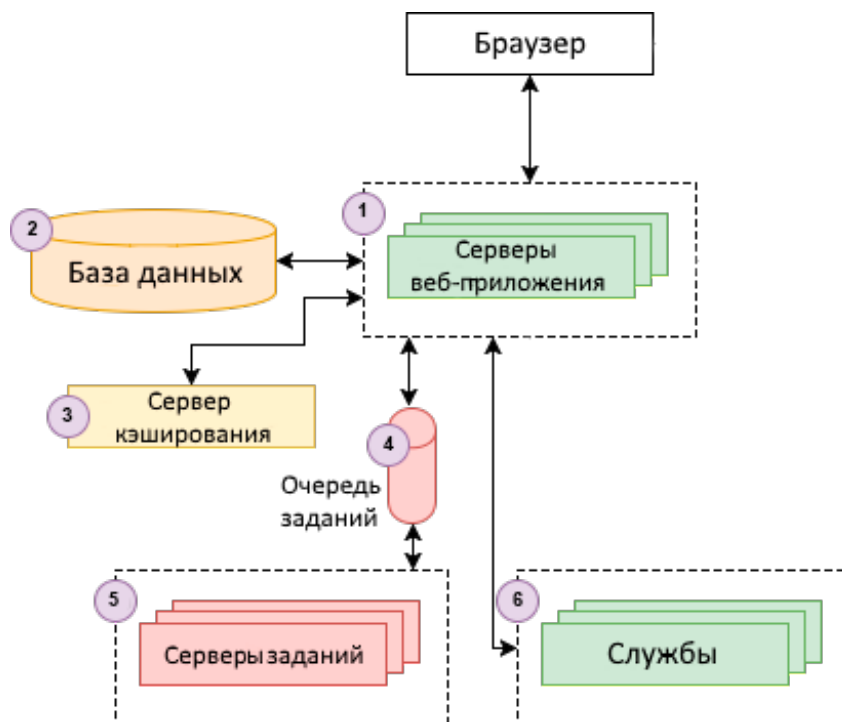 Браузер
1
Серверы
веб-приложения
2
База данных
3
Сервер
кэширования
4
Очередь
заданий
5
Серверы заданий
6
Службы